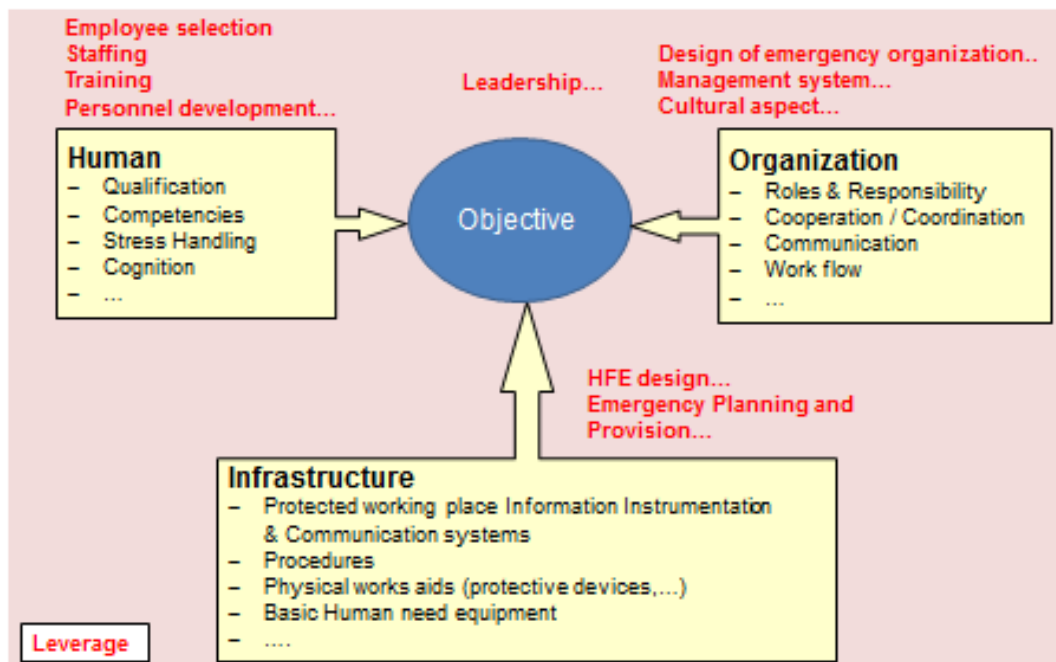 Employee selection
Staffing
Training
Personnel development...
Leadership...
Design of emergency organization..
Management system...
Cultural aspect...
Human
– Qualification
– Competencies
– Stress Handling
– Cognition
– ...
Objective
Organization
– Roles & Responsibility
– Cooperation / Coordination
– Communication
– Work flow
– ...
HFE design...
Emergency Planning and
Provision...
Infrastructure
– Protected working place Information Instrumentation
& Communication systems
– Procedures
– Physical works aids (protective devices,...)
– Basic Human need equipment
– ....
Leverage